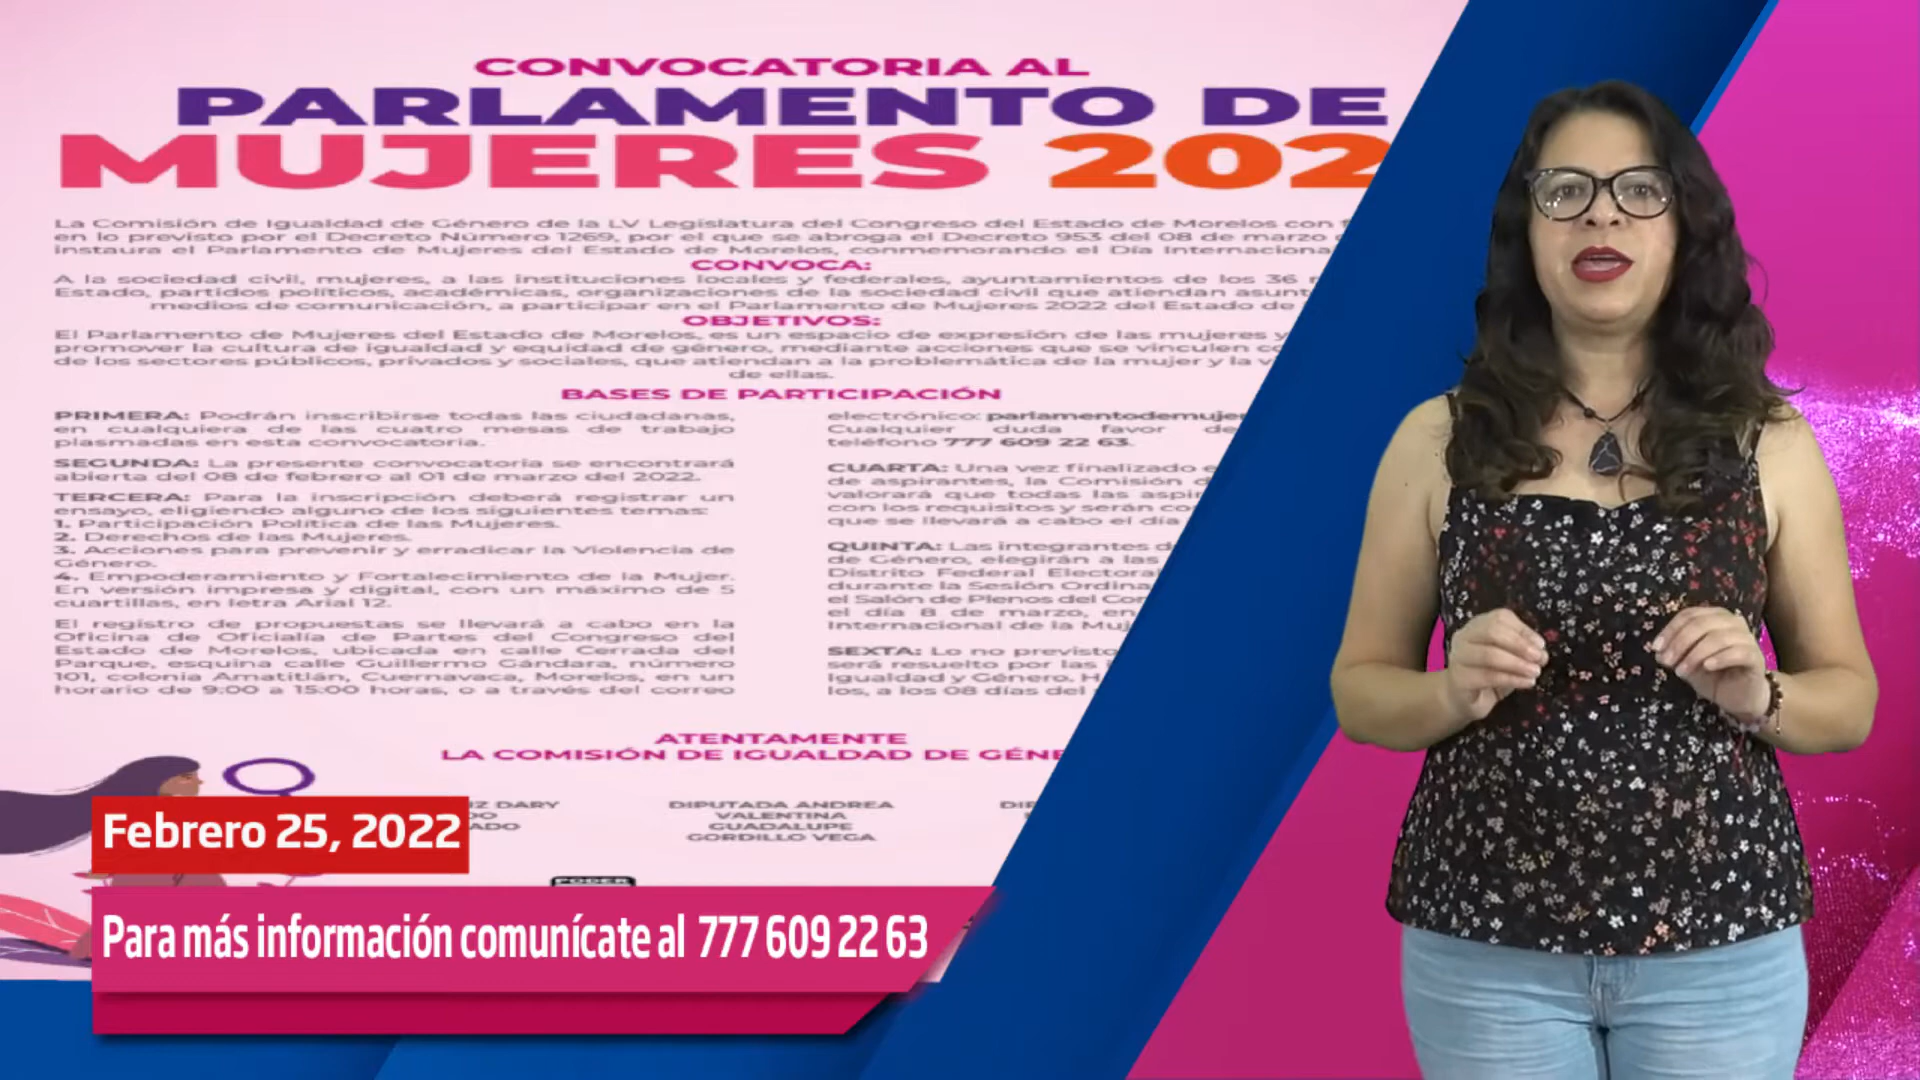 CONVOCATORIA AL
PARLAMENTO DE
MUJERES 202
La Comisión de Igualdad de Género de la LV Legislatura del Congreso del Estado de Morelos con
en lo previsto por el Decreto Número 1269, por el que se abroga el Decreto 953 del 08 de marzo
instaura el Parlamento de Mujeres del Estado de Morelos, conmemorando el Día
CONVOCA:
A la sociedad civil, mujeres, a las instituciones locales y federales, ayuntamientos de los 36
Estado, partidos políticos, académicas, organizaciones de la sociedad civil que atiendan
medios de comunicación, a participar en el Parlamento de Mujeres 2022 del Estado de
OBJETIVOS:
El Parlamento de Mujeres del Estado de Morelos, es un espacio de expresión de las mujeres y
promover la cultura de igualdad y equidad de género, mediante acciones que se vinculen
de los sectores públicos, privados y sociales, que atiendan a la problemática de la mujer y la
de ellas.
BASES DE PARTICIPACIÓN
PRIMERA: Podrán inscribirse todas las ciudadanas,
en cualquiera de las cuatro mesas de trabajo
plasmadas en esta convocatoria.
SEGUNDA: La presente convocatoria se encontrará
abierta del 08 de febrero al 01 de marzo del 2022.
TERCERA: Para la inscripción deberá registrar un
ensayo, eligiendo alguno de los siguientes temas:
1. Participación Política de las Mujeres.
2. Derechos de las Mujeres.
3. Acciones para prevenir y erradicar la Violencia de
Género.
4. Empoderamiento y Fortalecimiento de la Mujer.
En versión impresa y digital, con un máximo de 5
cuartillas, en letra Arial 12.
El registro de propuestas se llevará a cabo en la
Oficina de Oficialía de Partes del Congreso del
Estado de Morelos, ubicada en calle Cerrada del
Parque, esquina calle Guillermo Gándara, número
101, colonia Amatitlán, Cuernavaca, Morelos, en un
horario de 9:00 a 15:00 horas, o a través del correo
electrónico: parlamentodemujer
Cualquier duda favor de
teléfono 777 609 22 63.
CUARTA: Una vez finalizado
de aspirantes, la Comisión
valorará que todas las
con los requisitos y serán
que se llevará a cabo el día
QUINTA: Las integrantes
de Género, elegirán a las
Distrito Federal Electoral
durante la Sesión
el Salón de Plenos del
el día 8 de marzo, en
Internacional de la
SEXTA: Lo no previsto
será resuelto por las
Igualdad y Género.
los, a los 08 días del
ATENTAMENTE
LA COMISIÓN DE IGUALDAD DE GÉNE
DARY
DO
ADO
DIPUTADA ANDREA
VALENTINA
GUADALUPE
GORDILLO VEGA
PODER
Febrero 25, 2022
Para más información comunícate al 777 609 22 63